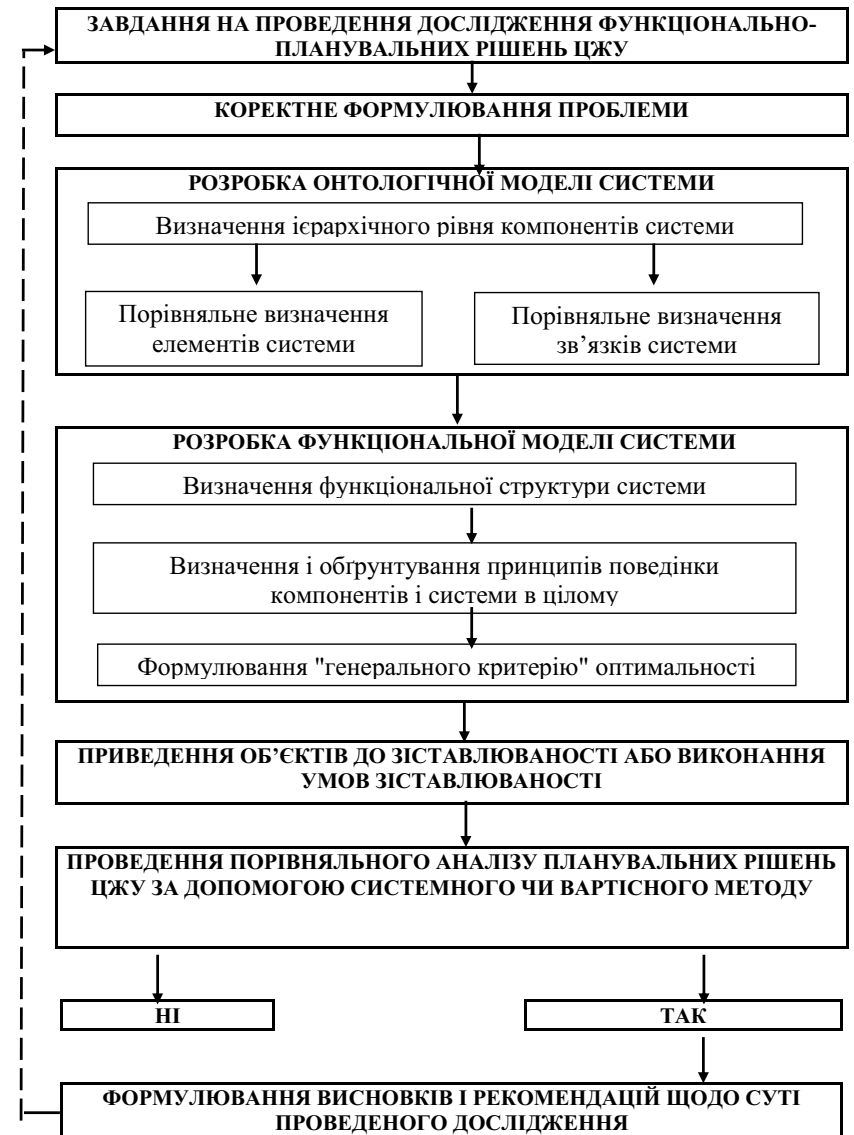 ЗАВДАННЯ НА ПРОВЕДЕННЯ ДОСЛІДЖЕННЯ ФУНКЦІОНАЛЬНО-
ПЛАНУВАЛЬНИХ РІШЕНЬ ЦЖУ
КОРЕКТНЕ ФОРМУЛЮВАННЯ ПРОБЛЕМИ
РОЗРОБКА ОНТОЛОГІЧНОЇ МОДЕЛІ СИСТЕМИ
Визначення ієрархічного рівня компонентів системи
Порівняльне визначення
елементів системи
Порівняльне визначення
зв’язків системи
РОЗРОБКА ФУНКЦІОНАЛЬНОЇ МОДЕЛІ СИСТЕМИ
Визначення функціональної структури системи
Визначення і обґрунтування принципів поведінки
компонентів і системи в цілому
Формулювання "генерального критерію" оптимальності
ПРИВЕДЕННЯ ОБ’ЄКТІВ ДО ЗІСТАВЛЮВАНОСТІ АБО ВИКОНАННЯ
УМОВ ЗІСТАВЛЮВАНОСТІ
ПРОВЕДЕННЯ ПОРІВНЯЛЬНОГО АНАЛІЗУ ПЛАНУВАЛЬНИХ РІШЕНЬ
ЦЖУ ЗА ДОПОМОГОЮ СИСТЕМНОГО ЧИ ВАРТІСНОГО МЕТОДУ
НІ
ТАК
ФОРМУЛЮВАННЯ ВИСНОВКІВ І РЕКОМЕНДАЦІЙ ЩОДО СУТІ
ПРОВЕДЕНОГО ДОСЛІДЖЕННЯ